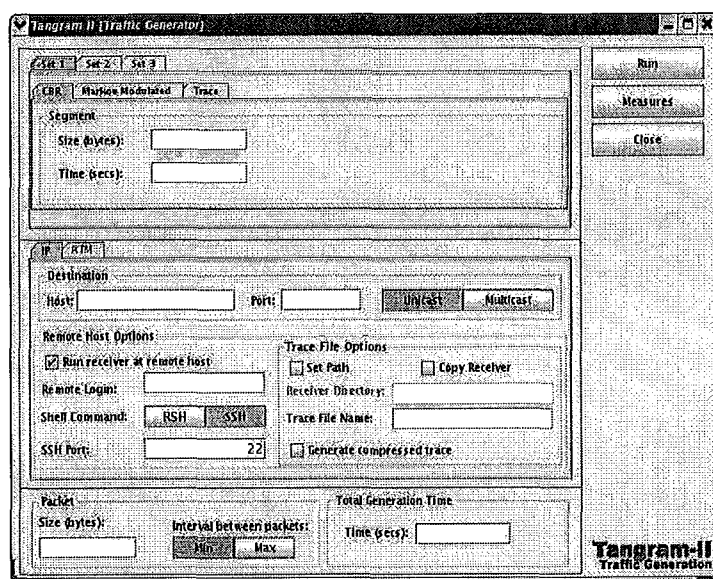 Tangram II [Traffic Generator]
Set 1 Set 2 Set 3
CBR Markov Modulated Trace
Segment
Size (bytes):
Time (secs):
Run
Measures
Close
IP RTM
Destination
Host: Port: Unicast Multicast
Remote Host Options
Run receiver at remote host
Remote Login:
Shell Command: RSH SSH
SSH Port: 22
Trace File Options
Set Path Copy Receiver
Receiver Directory:
Trace File Name:
Generate compressed trace
Packet
Size (bytes):
Interval between packets:
Min Max
Total Generation Time
Time (secs):
Tangram-II
Traffic Generation